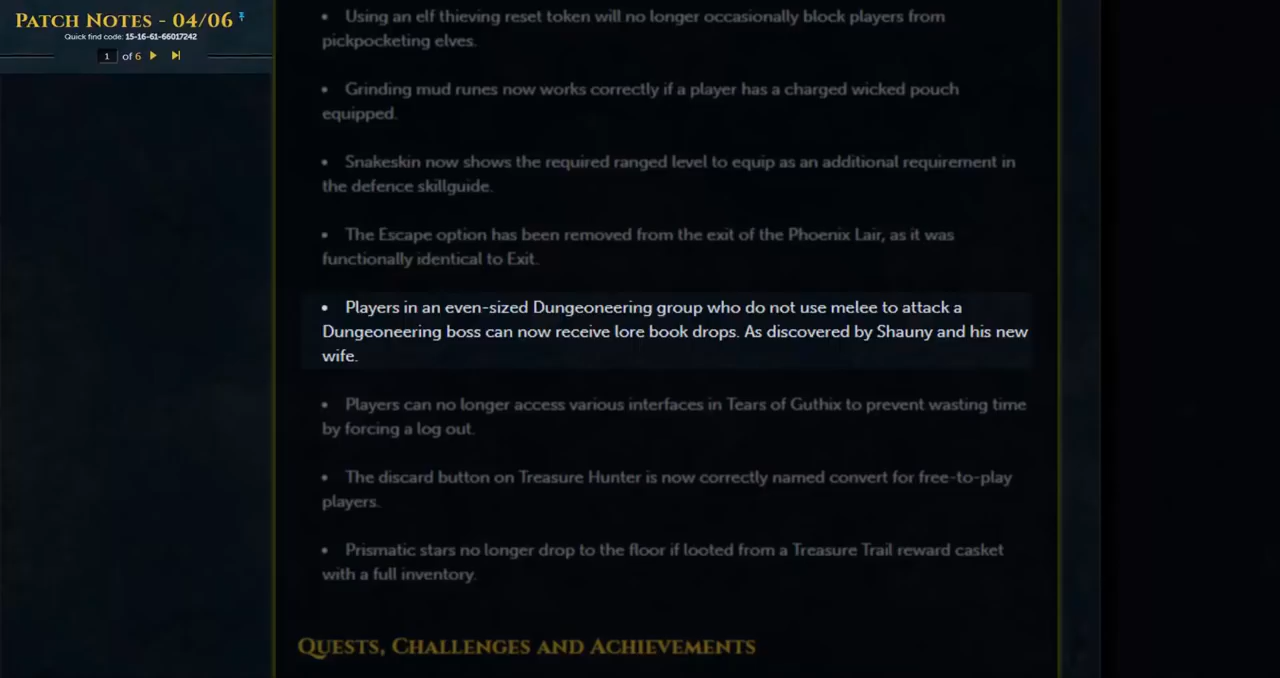 Patch Notes - 04/06
Quick find code: 15-16-61-66017242
1 of 6
• Using an elf thieving reset token will no longer occasionally block players from
pickpocketing elves.
• Grinding mud runes now works correctly if a player has a charged wicked pouch
equipped.
• Snakeskin now shows the required ranged level to equip as an additional requirement in
the defence skillguide.
• The Escape option has been removed from the exit of the Phoenix Lair, as it was
functionally identical to Exit.
• Players in an even-sized Dungeoneering group who do not use melee to attack a
Dungeoneering boss can now receive lore book drops. As discovered by Shauny and his new
wife.
• Players can no longer access various interfaces in Tears of Guthix to prevent wasting time
by forcing a log out.
• The discard button on Treasure Hunter is now correctly named convert for free-to-play
players.
• Prismatic stars no longer drop to the floor if looted from a Treasure Trail reward casket
with a full inventory.
Quests, Challenges and Achievements